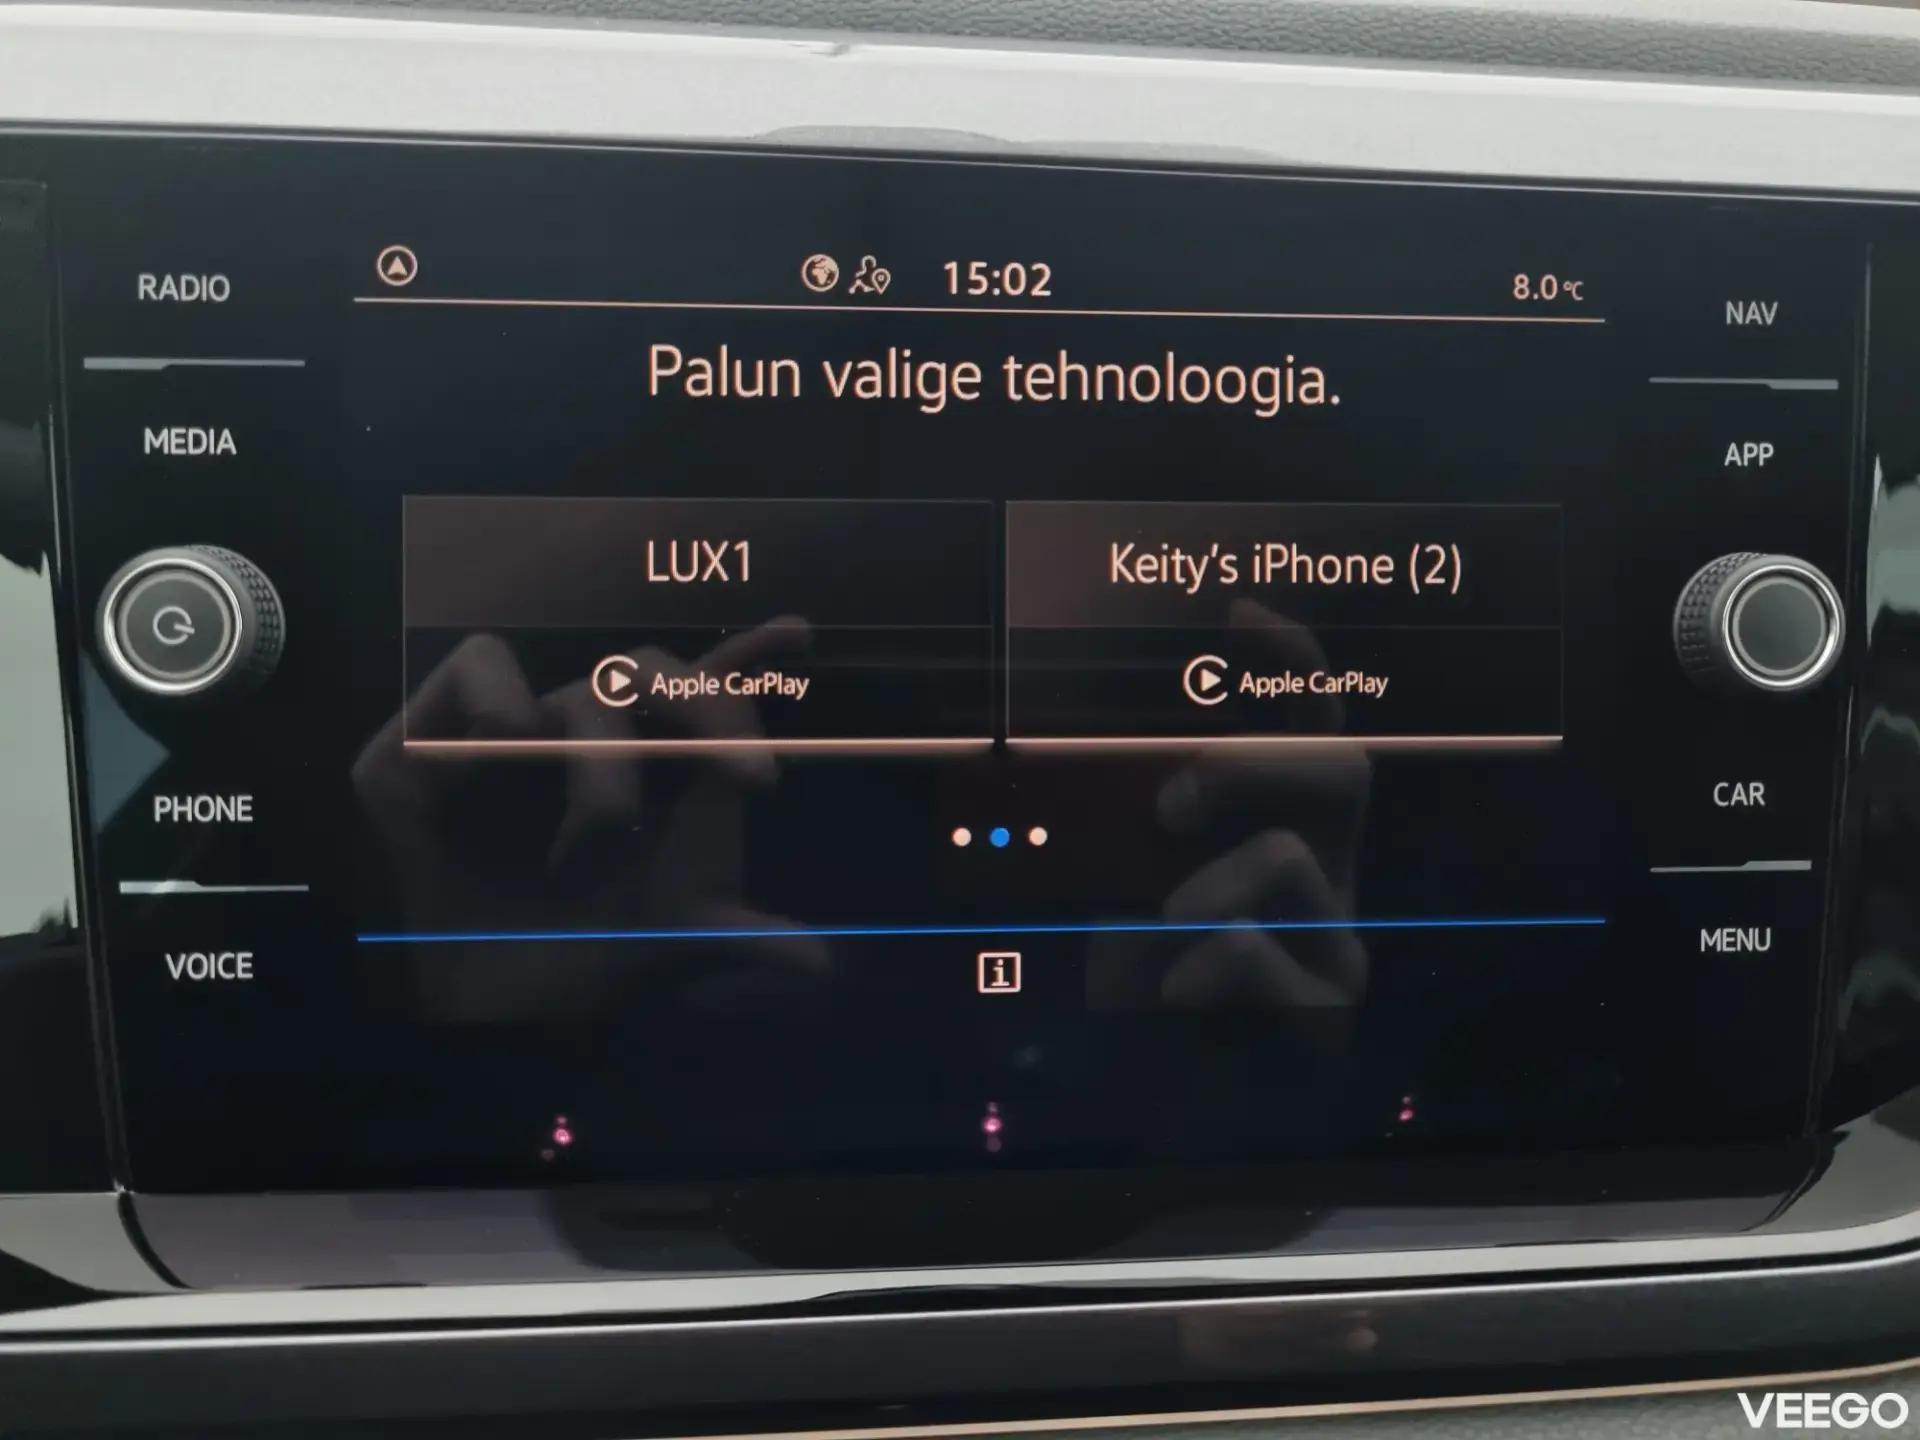 RADIO
MEDIA
PHONE
VOICE
15:02
8.0°C
Palun valige tehnoloogia.
LUX1
Apple CarPlay
Keity's iPhone (2)
Apple CarPlay
i
NAV
APP
CAR
MENU
VEEGO